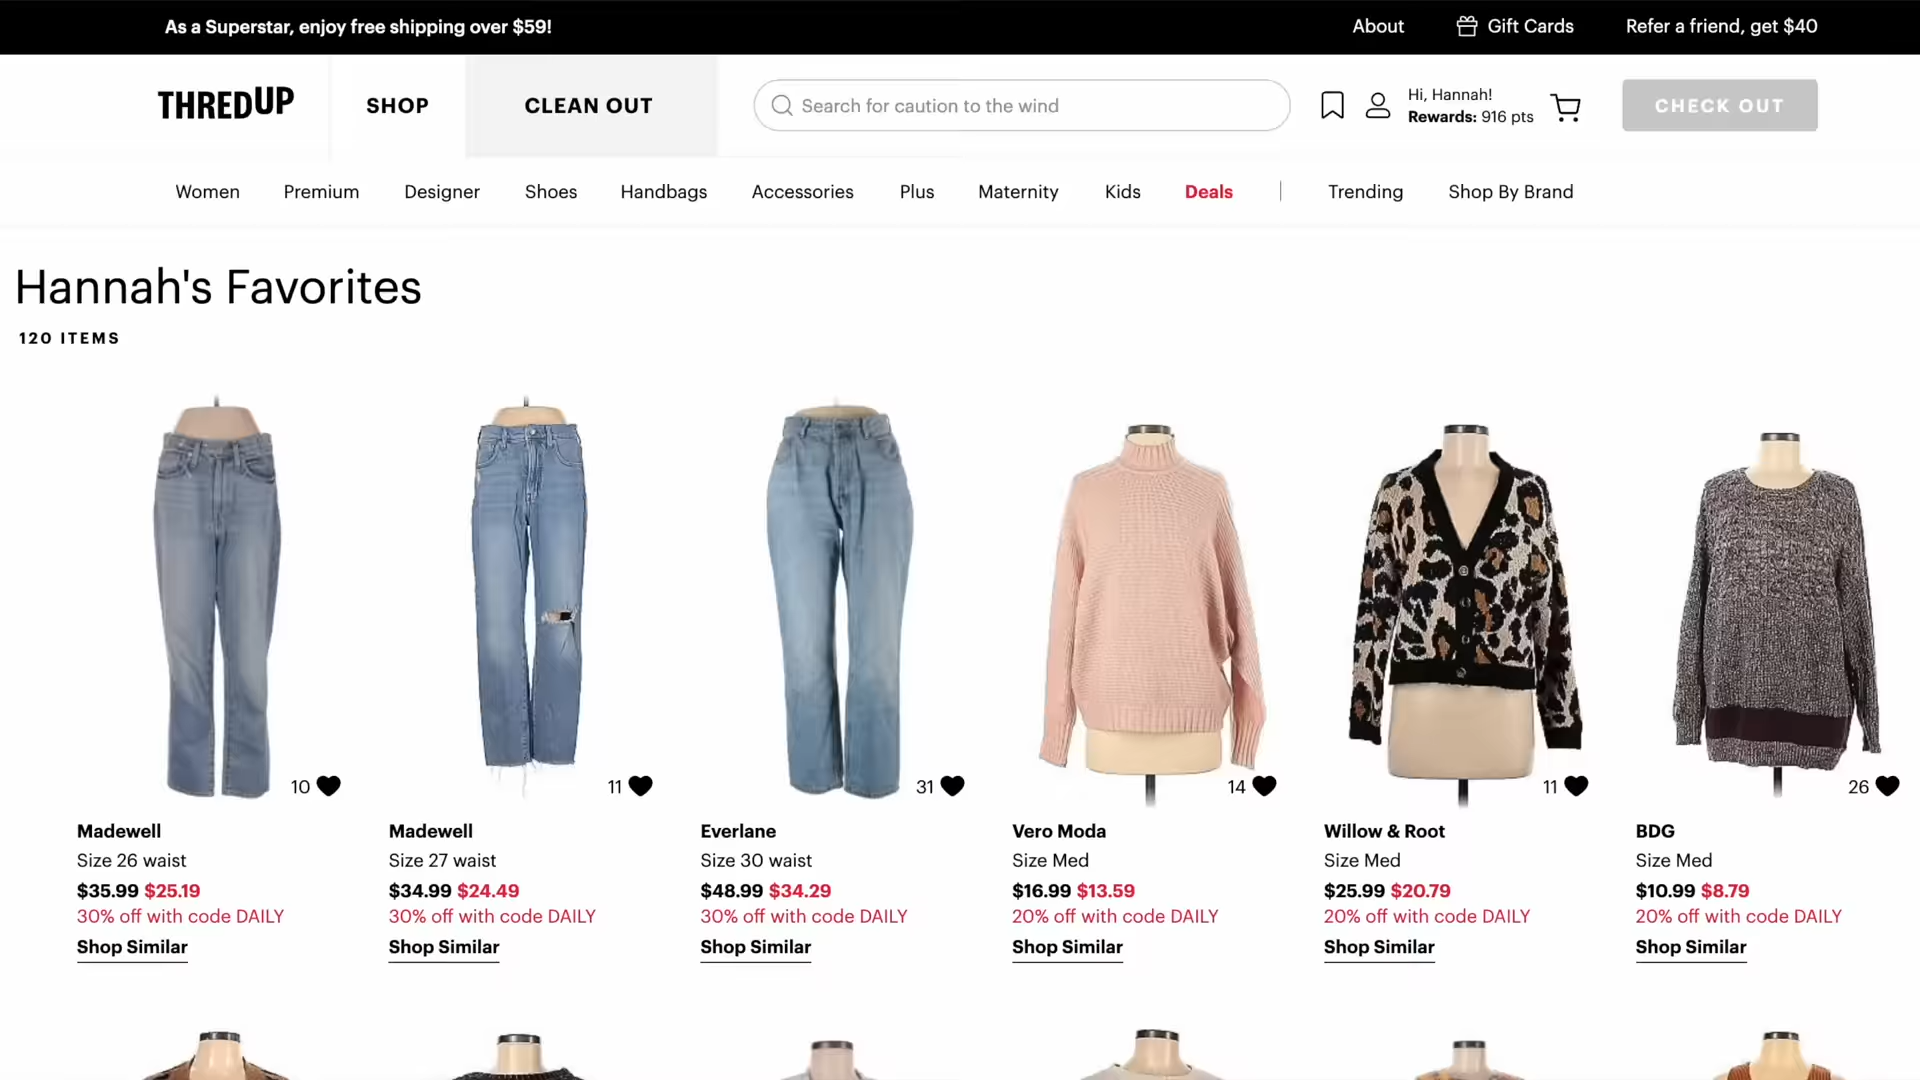 As a Superstar, enjoy free shipping over $59!
About
Gift Cards
Refer a friend, get $40
THREDUP
SHOP
CLEAN OUT
Search for caution to the wind
Hi, Hannah!
Rewards: 916 pts
CHECK OUT
Women
Premium
Designer
Shoes
Handbags
Accessories
Plus
Maternity
Kids
Deals
Trending
Shop By Brand
Hannah's Favorites
120 ITEMS
10
11
31
14
11
26
Madewell
Size 26 waist
$35.99 $25.19
30% off with code DAILY
Shop Similar
Madewell
Size 27 waist
$34.99 $24.49
30% off with code DAILY
Shop Similar
Everlane
Size 30 waist
$48.99 $34.29
30% off with code DAILY
Shop Similar
Vero Moda
Size Med
$16.99 $13.59
20% off with code DAILY
Shop Similar
Willow & Root
Size Med
$25.99 $20.79
20% off with code DAILY
Shop Similar
BDG
Size Med
$10.99 $8.79
20% off with code DAILY
Shop Similar